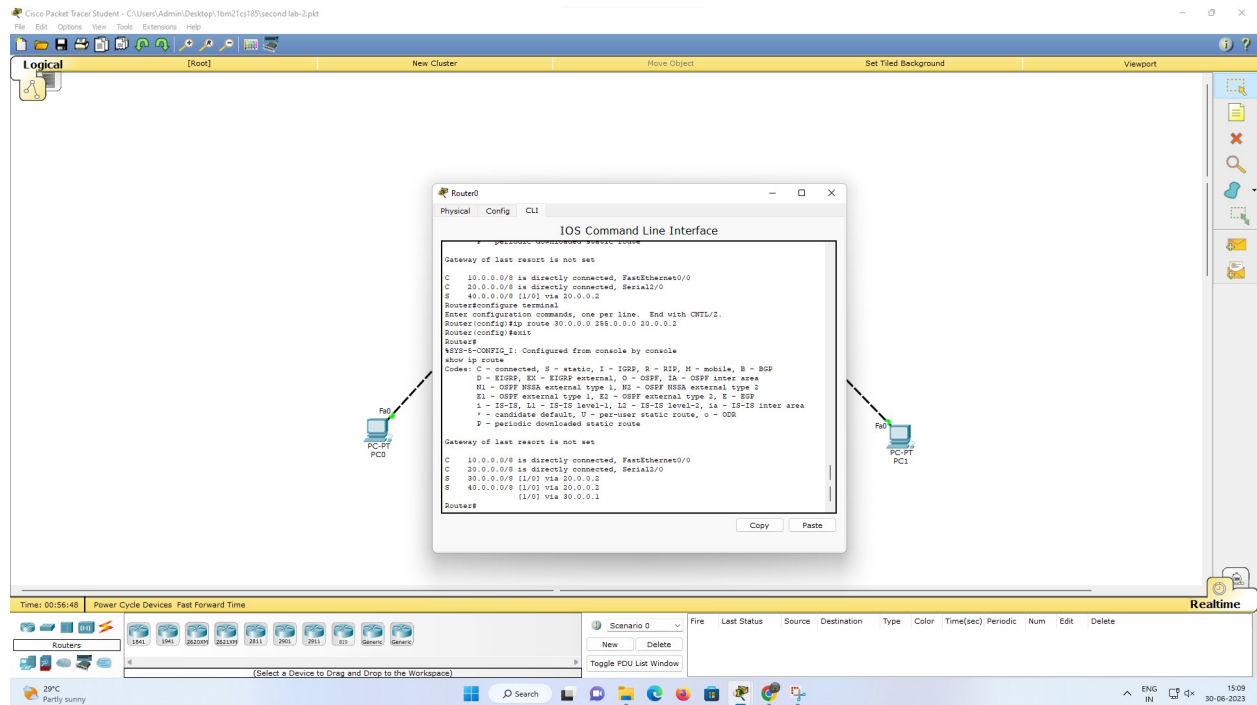 Cisco Packet Tracer Student - C:\Users\Admin\Desktop\1bm21cs185\second lab-2.pkt
File Edit Options View Tools Extensions Help
Logical [Root] New Cluster Move Object Set Tiled Background Viewport
Router0
Physical Config CLI
IOS Command Line Interface
P - periodic downloaded static route
Gateway of last resort is not set
C 10.0.0.0/8 is directly connected, FastEthernet0/0
C 20.0.0.0/8 is directly connected, Serial2/0
S 40.0.0.0/8 [1/0] via 20.0.0.2
Router#configure terminal
Enter configuration commands, one per line. End with CNTL/Z.
Router(config)#ip route 30.0.0.0 255.0.0.0 20.0.0.2
Router(config)#exit
Router#
%SYS-5-CONFIG_I: Configured from console by console
show ip route
Codes: C - connected, S - static, I - IGRP, R - RIP, M - mobile, B - BGP
D - EIGRP, EX - EIGRP external, O - OSPF, IA - OSPF inter area
N1 - OSPF NSSA external type 1, N2 - OSPF NSSA external type 2
E1 - OSPF external type 1, E2 - OSPF external type 2, E - EGP
i - IS-IS, L1 - IS-IS level-1, L2 - IS-IS level-2, ia - IS-IS inter area
* - candidate default, U - per-user static route, o - ODR
P - periodic downloaded static route
Gateway of last resort is not set
C 10.0.0.0/8 is directly connected, FastEthernet0/0
C 20.0.0.0/8 is directly connected, Serial2/0
S 30.0.0.0/8 [1/0] via 20.0.0.2
S 40.0.0.0/8 [1/0] via 20.0.0.2
[1/0] via 30.0.0.1
Router#
Copy Paste
Fa0
PC-PT
PC0
Fa0
PC-PT
PC1
Time: 00:56:48 Power Cycle Devices Fast Forward Time Realtime
Routers
1841 1941 2620XM 2621XM 2811 2901 2911 819 Generic Generic
(Select a Device to Drag and Drop to the Workspace)
Scenario 0
New Delete
Toggle PDU List Window
Fire Last Status Source Destination Type Color Time(sec) Periodic Num Edit Delete
29°C
Partly sunny
Search
ENG
IN
15:09
30-06-2023